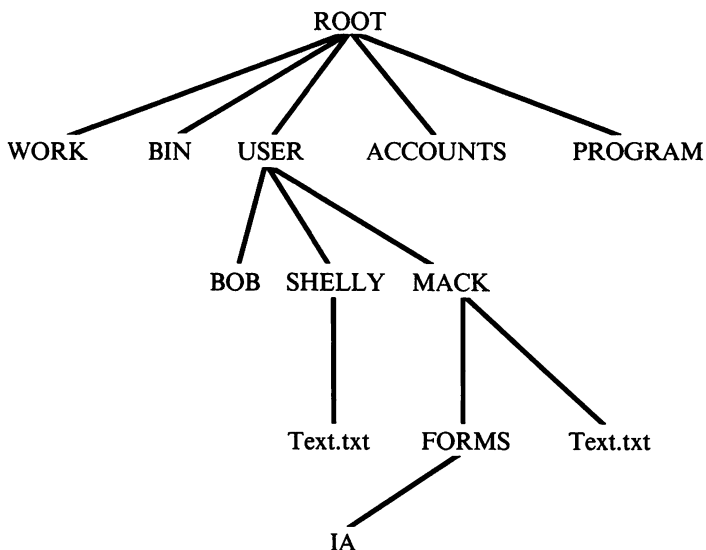 ROOT
WORK BIN USER ACCOUNTS PROGRAM
BOB SHELLY MACK
Text.txt FORMS Text.txt
IA